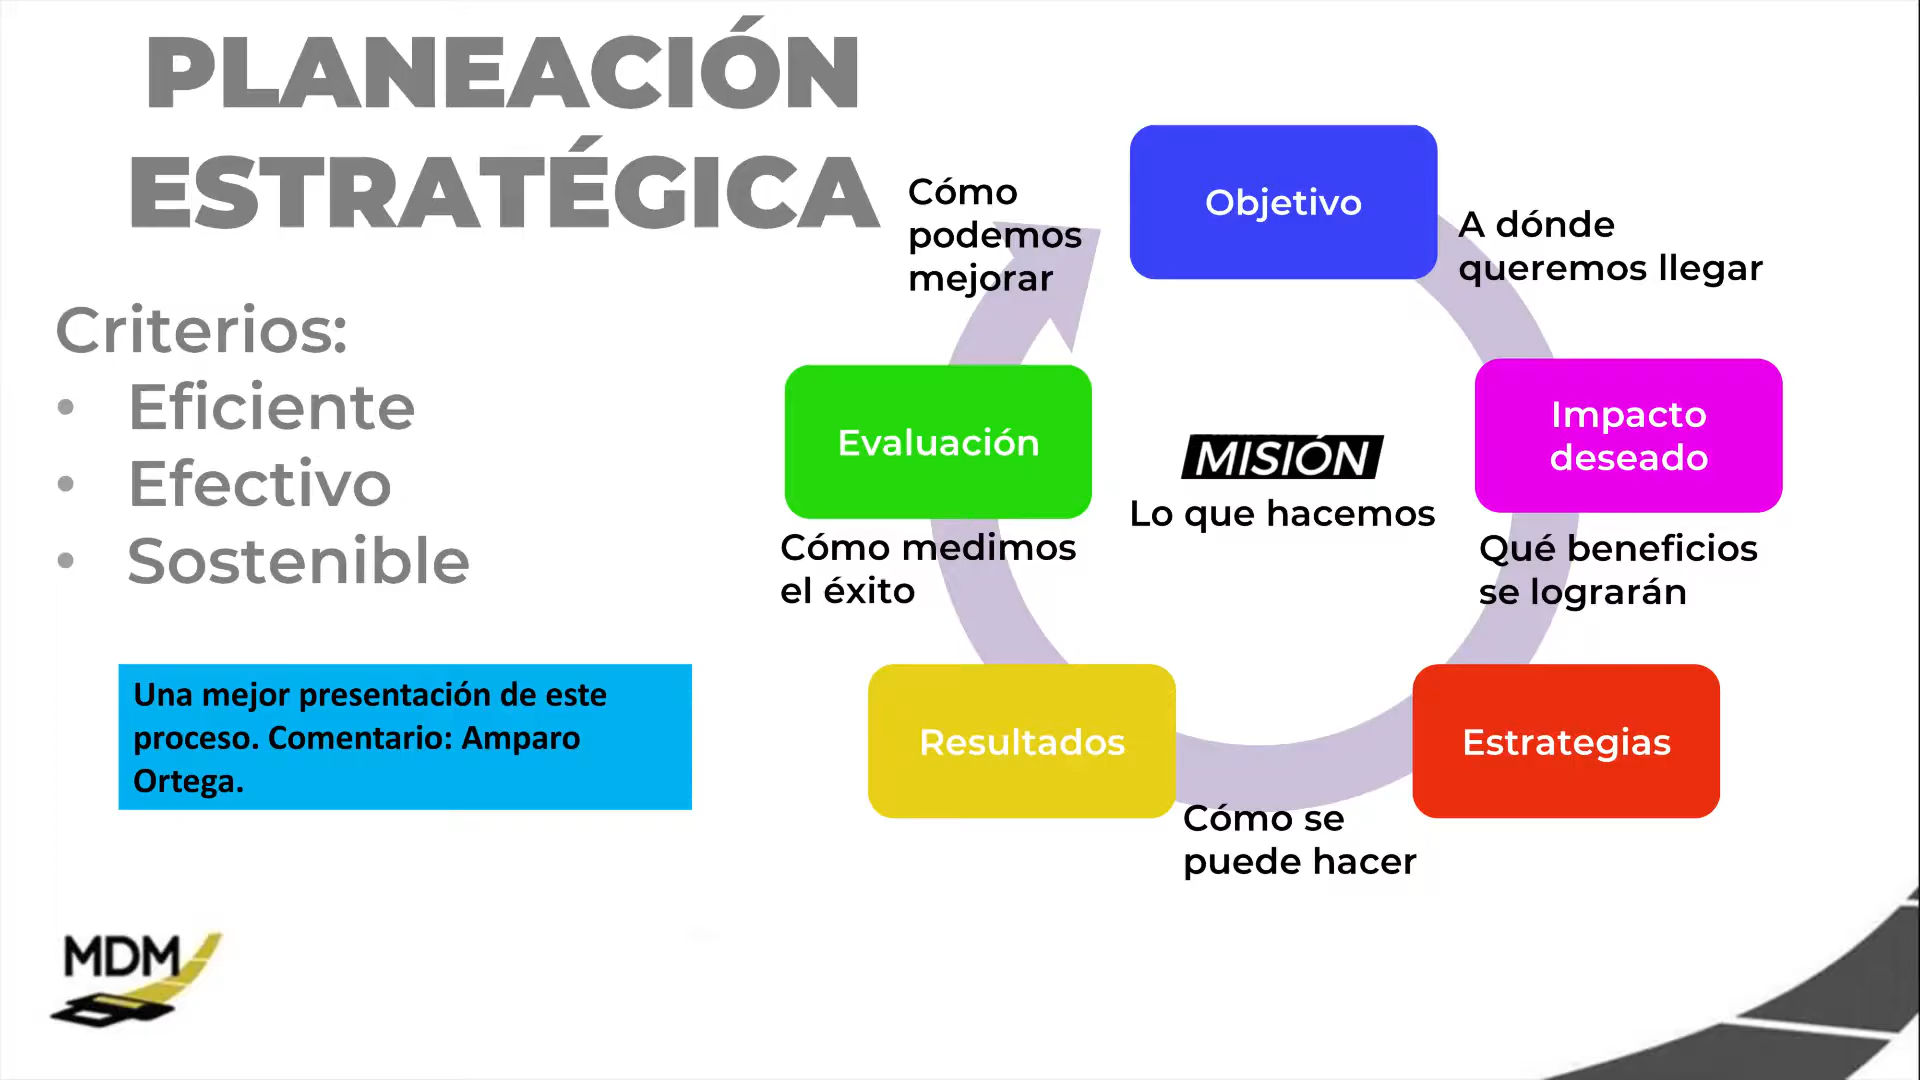 PLANEACIÓN
ESTRATÉGICA
Criterios:
• Eficiente
• Efectivo
• Sostenible
Una mejor presentación de este
proceso. Comentario: Amparo
Ortega.
MDM
Objetivo
A dónde
queremos llegar
Impacto
deseado
Qué beneficios
se lograrán
Estrategias
Cómo se
puede hacer
Resultados
Evaluación
Cómo medimos
el éxito
Cómo
podemos
mejorar
MISIÓN
Lo que hacemos